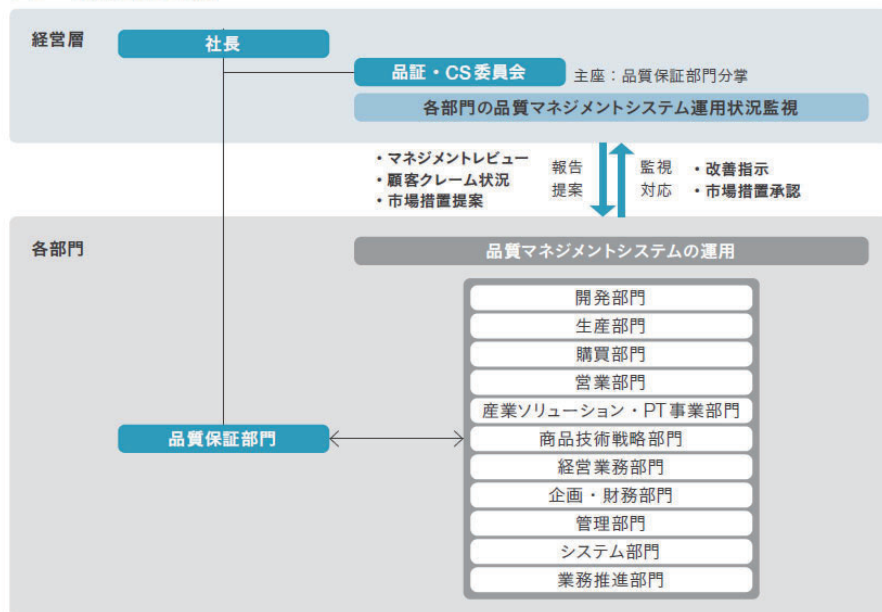 経営層
社長
品証・CS委員会
主座：品質保証部門分掌
各部門の品質マネジメントシステム運用状況監視
・マネジメントレビュー
・顧客クレーム状況
・市場措置提案
報告
提案
監視
対応
・改善指示
・市場措置承認
各部門
品質マネジメントシステムの運用
開発部門
生産部門
購買部門
営業部門
産業ソリューション・PT事業部門
品質保証部門
商品技術戦略部門
経営業務部門
企画・財務部門
管理部門
システム部門
業務推進部門